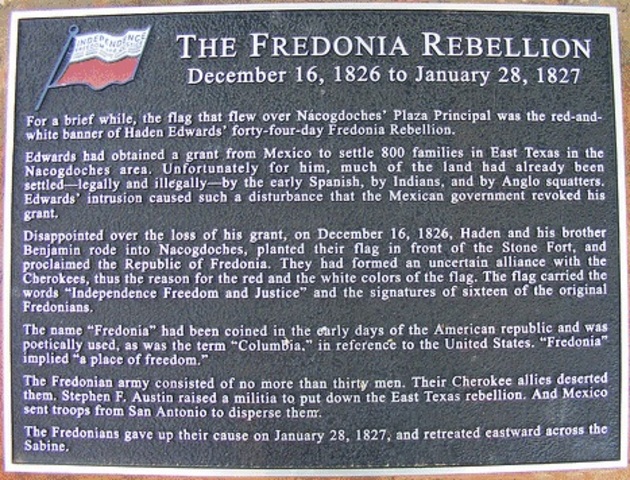 INDEPENDENCE
THE FREDONIA REBELLION
December 16, 1826 to January 28, 1827
For a brief while, the flag that flew over Nacogdoches’ Plaza Principal was the red-and-
white banner of Haden Edwards’ forty-four-day Fredonia Rebellion.
Edwards had obtained a grant from Mexico to settle 800 families in East Texas in the
Nacogdoches area. Unfortunately for him, much of the land had already been
settled—legally and illegally—by the early Spanish, by Indians, and by Anglo squatters.
Edwards’ intrusion caused such a disturbance that the Mexican government revoked his
grant.
Disappointed over the loss of his grant, on December 16, 1826, Haden and his brother
Benjamin rode into Nacogdoches, planted their flag in front of the Stone Fort, and
proclaimed the Republic of Fredonia. They had formed an uncertain alliance with the
Cherokees, thus the reason for the red and the white colors of the flag. The flag carried the
words “Independence Freedom and Justice” and the signatures of sixteen of the original
Fredonians.
The name “Fredonia” had been coined in the early days of the American republic and was
poetically used, as was the term “Columbia,” in reference to the United States. “Fredonia”
implied “a place of freedom.”
The Fredonian army consisted of no more than thirty men. Their Cherokee allies deserted
them. Stephen F. Austin raised a militia to put down the East Texas rebellion. And Mexico
sent troops from San Antonio to disperse them.
The Fredonians gave up their cause on January 28, 1827, and retreated eastward across the
Sabine.